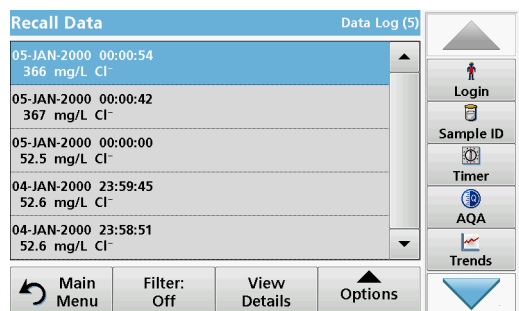 Recall Data
Data Log (5)
05-JAN-2000 00:00:54
366 mg/L Cl⁻
05-JAN-2000 00:00:42
367 mg/L Cl⁻
05-JAN-2000 00:00:00
52.5 mg/L Cl⁻
04-JAN-2000 23:59:45
52.6 mg/L Cl⁻
04-JAN-2000 23:58:51
52.6 mg/L Cl⁻
Login
Sample ID
Timer
AQA
Trends
Main
Menu
Filter:
Off
View
Details
Options